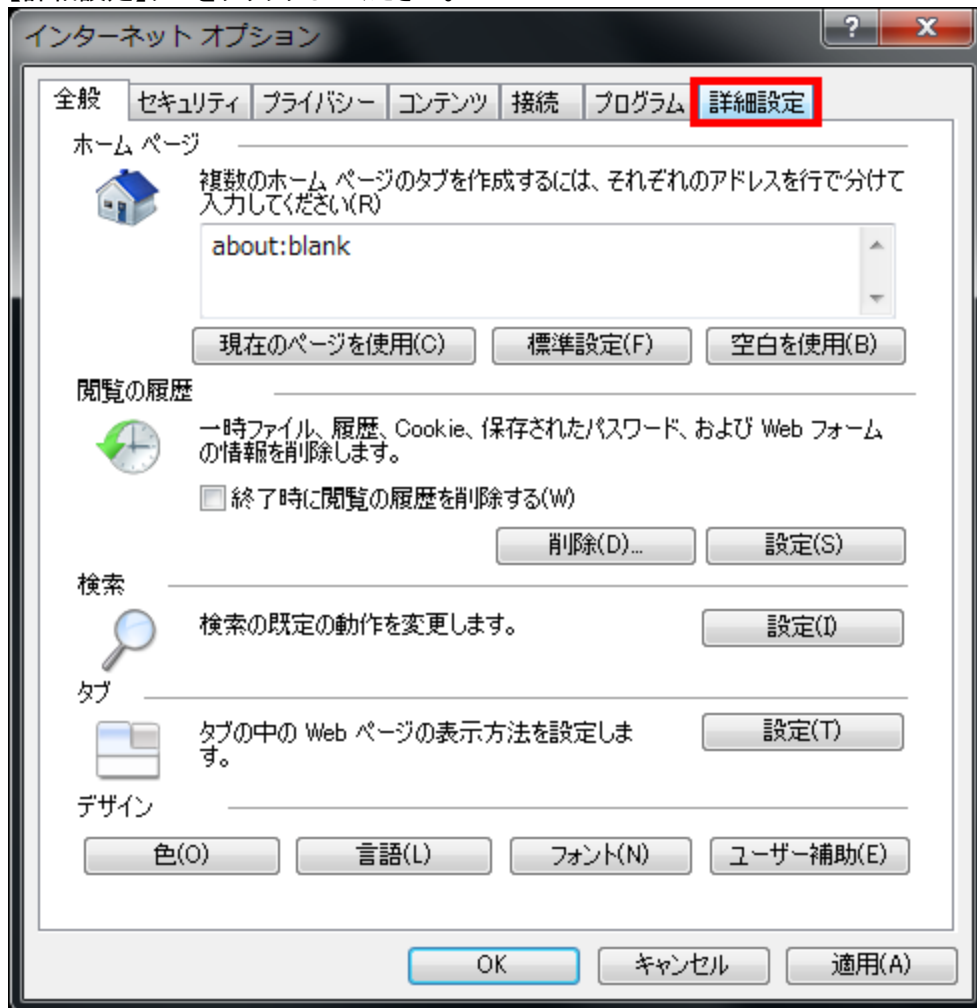 インターネット オプション
全般 セキュリティ プライバシー コンテンツ 接続 プログラム 詳細設定
ホーム ページ
複数のホーム ページのタブを作成するには、それぞれのアドレスを行で分けて
入力してください(R)
about:blank
現在のページを使用(C) 標準設定(F) 空白を使用(B)
閲覧の履歴
一時ファイル、履歴、Cookie、保存されたパスワード、および Web フォーム
の情報を削除します。
終了時に閲覧の履歴を削除する(W)
削除(D)... 設定(S)
検索
検索の既定の動作を変更します。
設定(I)
タブ
タブの中の Web ページの表示方法を設定しま
す。
設定(T)
デザイン
色(O) 言語(L) フォント(N) ユーザー補助(E)
OK キャンセル 適用(A)